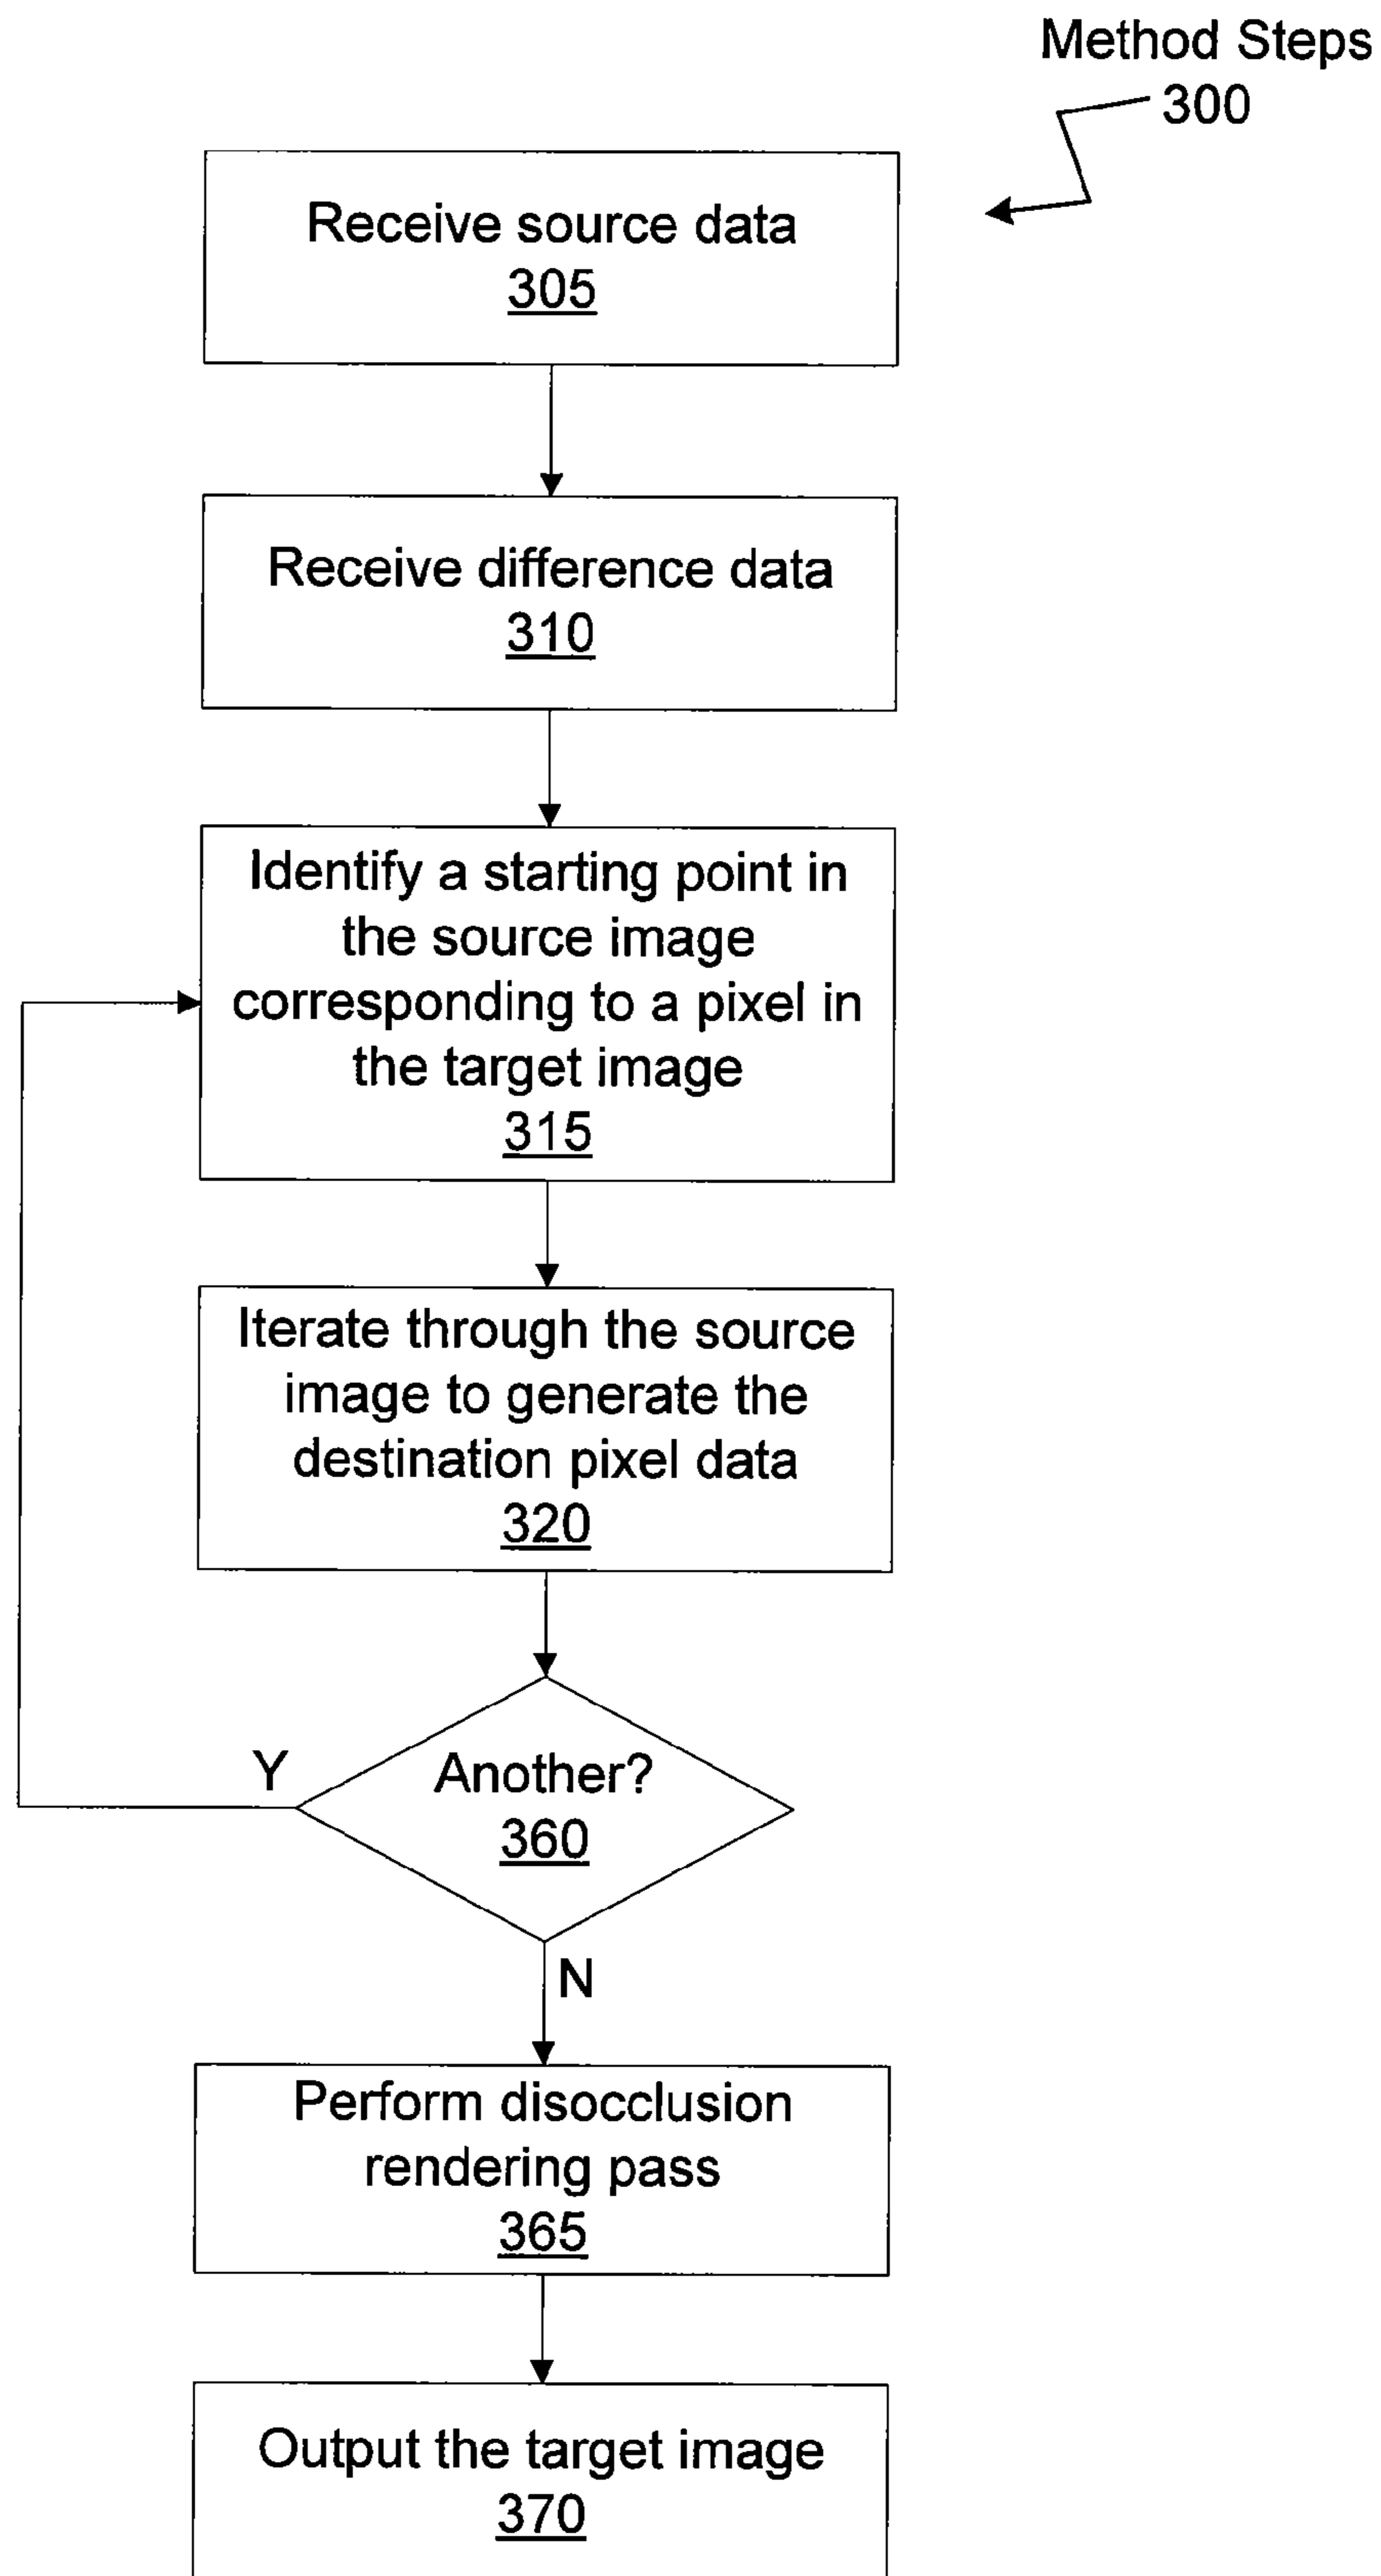 Method Steps
300
Receive source data
305
Receive difference data
310
Identify a starting point in
the source image
corresponding to a pixel in
the target image
315
Iterate through the source
image to generate the
destination pixel data
320
Another?
360
Y
N
Perform disocclusion
rendering pass
365
Output the target image
370